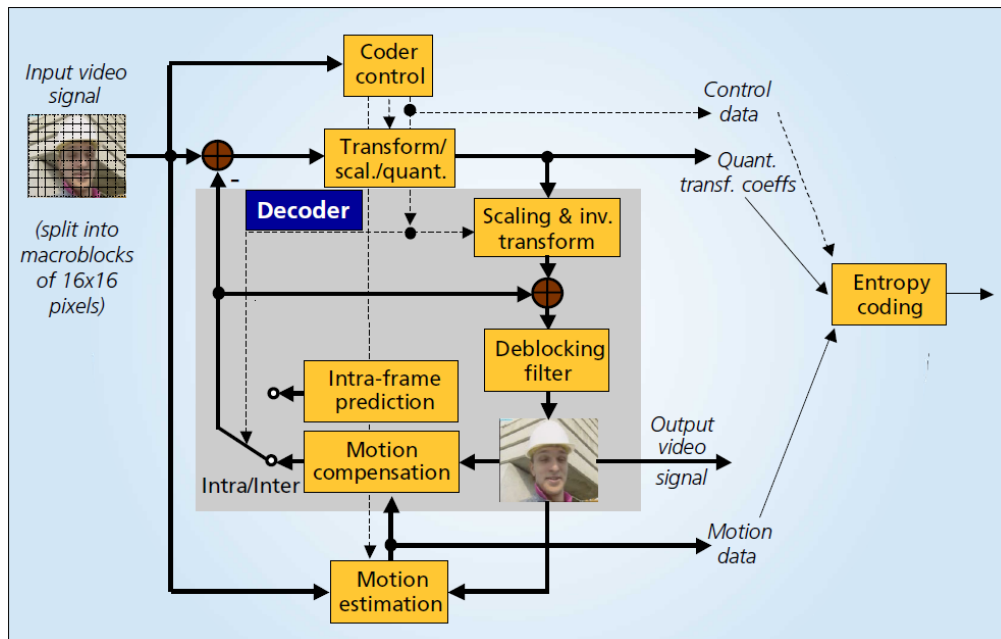 Coder
control
Input video
signal
Control
data
Transform/
scal./quant.
Quant.
transf. coeffs
-
Decoder
Scaling & inv.
transform
(split into
macroblocks
of 16x16
pixels)
Entropy
coding
Deblocking
filter
Intra-frame
prediction
Motion
compensation
Output
video
signal
Intra/Inter
Motion
data
Motion
estimation